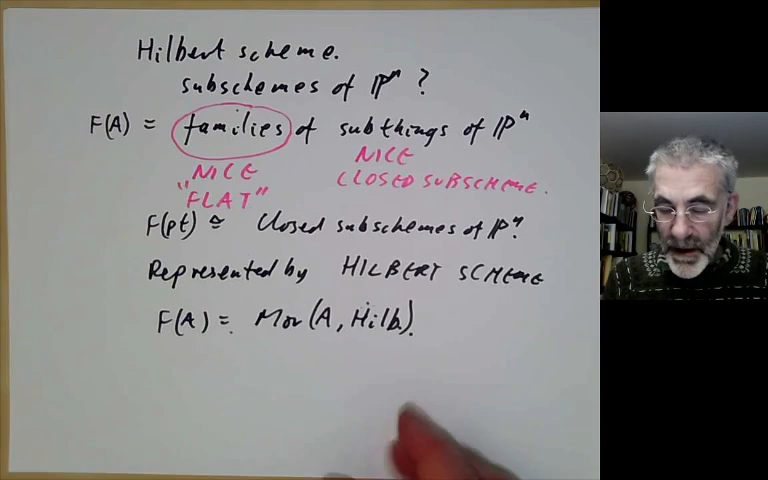 Hilbert scheme.
subschemes of ℙⁿ ?
F(A) = families of subthings of ℙⁿ
NICE NICE
"FLAT" CLOSED SUBSCHEME.
F(pt) ≅ Closed subschemes of ℙⁿ.
Represented by HILBERT SCHEME
F(A) = Mor(A, Hilb).